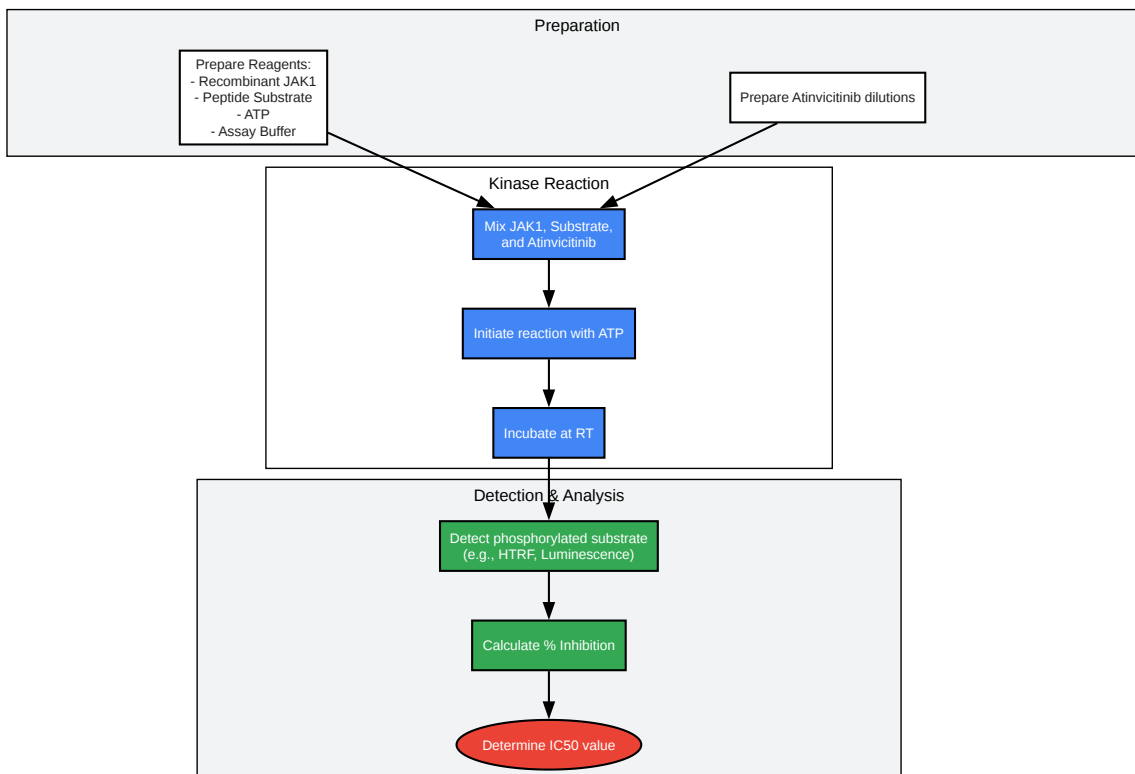 Preparation
Prepare Reagents:
- Recombinant JAK1
- Peptide Substrate
- ATP
- Assay Buffer
Prepare Atinvicitinib dilutions
Kinase Reaction
Mix JAK1, Substrate,
and Atinvicitinib
Initiate reaction with ATP
Incubate at RT
Detection & Analysis
Detect phosphorylated substrate
(e.g., HTRF, Luminescence)
Calculate % Inhibition
Determine IC50 value